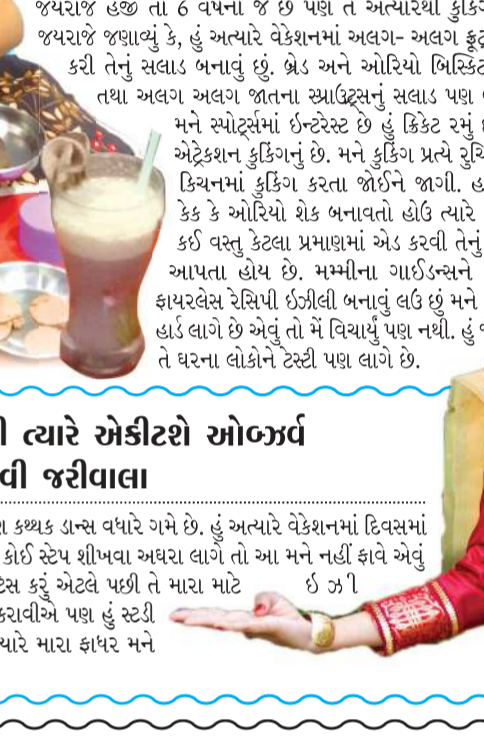 જયરાજ હજી તો 6 વર્ષનો જ છે પણ તે અત્યારથી
જયરાજે જણાવ્યું કે, હું અત્યારે વેકેશનમાં અલગ- અલગ
કરી તેનું સલાડ બનાવું છું. બ્રેડ અને ઓરિયો બિસ્કિટ
તથા અલગ અલગ જાતના સ્પ્રાઉટ્સનું સલાડ પણ
મને સ્પોર્ટ્સમાં ઇન્ટરેસ્ટ છે હું ક્રિકેટ રમું
એટ્રેકશન કુકિંગનું છે. મને કુકિંગ પ્રત્યે રુચિ
કિચનમાં કુકિંગ કરતા જોઈને જાગી.
કેક કે ઓરિયો શેક બનાવતો હોઉ ત્યારે
કઈ વસ્તુ કેટલા પ્રમાણમાં એડ કરવી તેનું
આપતા હોય છે. મમ્મીના ગાઈડન્સને
ફાયરલેસ રેસિપી ઇઝીલી બનાવું લઉ છું મને
હાર્ડ લાગે છે એવું તો મેં વિચાર્યું પણ નથી. હું
તે ઘરના લોકોને ટેસ્ટી પણ લાગે છે.
ત્યારે એકીટશે ઓબ્ઝર્વ
વી જરીવાલા
કથ્થક ડાન્સ વધારે ગમે છે. હું અત્યારે વેકેશનમાં દિવસમાં
કોઈ સ્ટેપ શીખવા અઘરા લાગે તો આ મને નહીં ફાવે એવું
ટિસ કરું એટલે પછી તે મારા માટે ઇ ઝી
કરાવીએ પણ હું સ્ટડી
ત્યારે મારા ફાધર મને